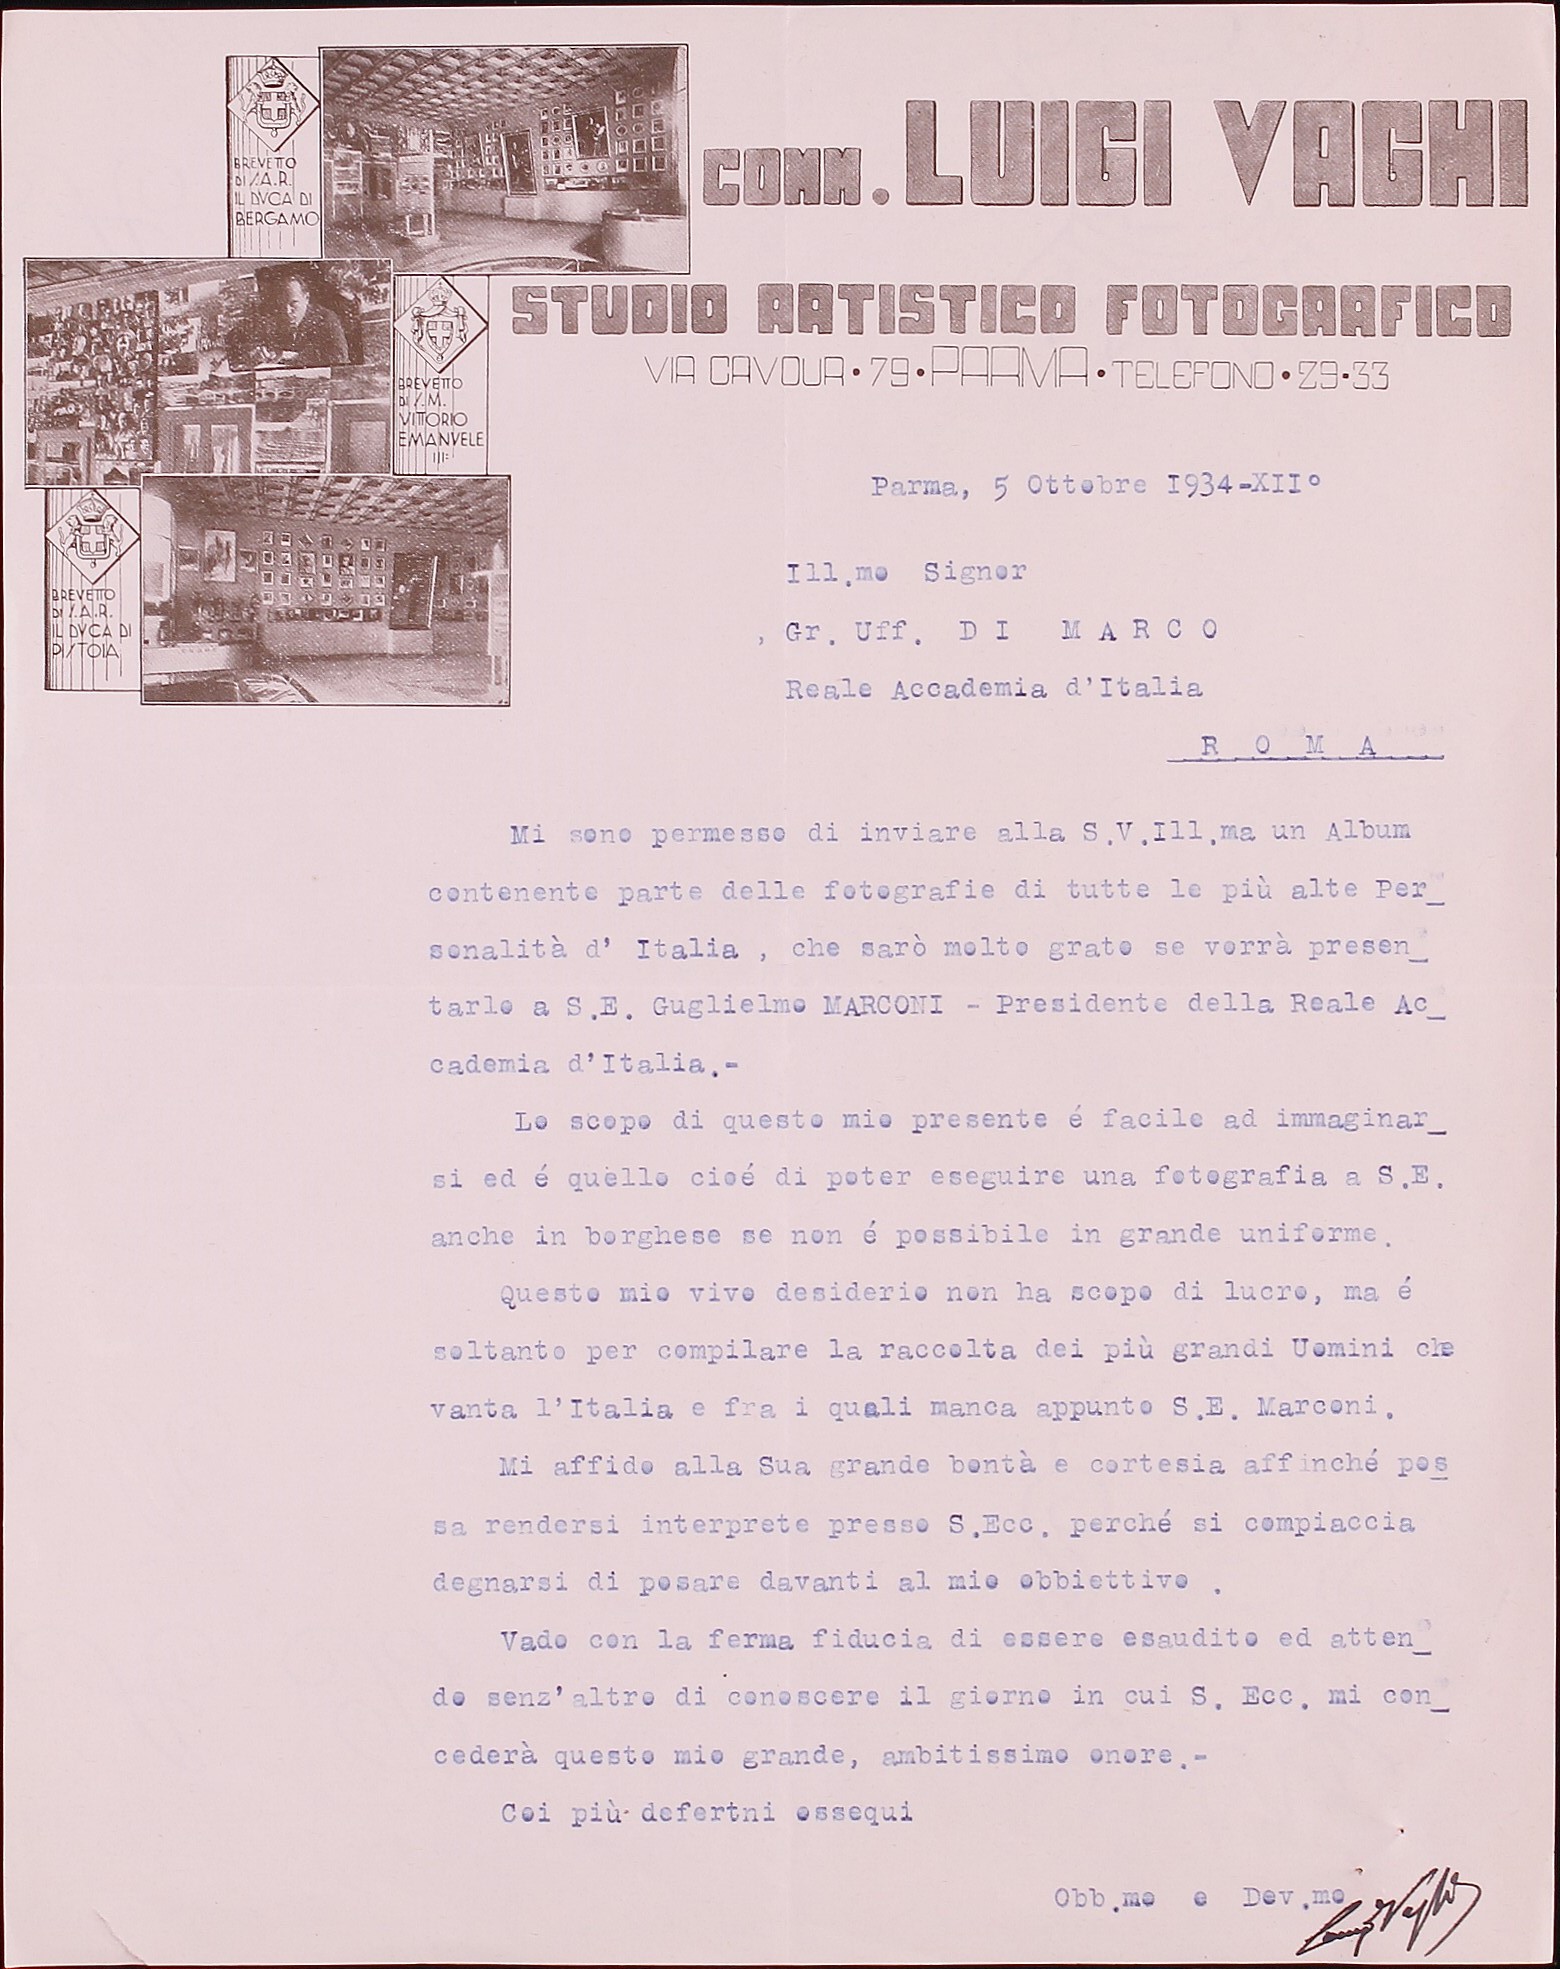 COMM. LUIGI VAGHI
STUDIO ARTISTICO FOTOGRAFICO
VIA CAVOUR • 79 • PARMA • TELEFONO • 29-33
BREVETTO
DI S.A.R.
IL DVCA DI
BERGAMO
BREVETTO
DI S.M.
VITTORIO
EMANVELE
III°
BREVETTO
DI S.A.R.
IL DVCA DI
PISTOIA
Parma, 5 Ottobre 1934-XII°
Ill.mo Signor
, Gr. Uff. DI MARCO
Reale Accademia d'Italia
ROMA
Mi sono permesso di inviare alla S.V.Ill.ma un Album
contenente parte delle fotografie di tutte le più alte Per_
sonalità d' Italia , che sarò molto grato se vorrà presen_
tarlo a S.E. Guglielmo MARCONI - Presidente della Reale Ac_
cademia d'Italia.-
Lo scopo di questo mio presente é facile ad immaginar_
si ed é quello cioé di poter eseguire una fotografia a S.E.
anche in borghese se non é possibile in grande uniforme.
Questo mio vivo desiderio non ha scopo di lucro, ma é
soltanto per compilare la raccolta dei più grandi Uomini che
vanta l'Italia e fra i quali manca appunto S.E. Marconi.
Mi affido alla Sua grande bontà e cortesia affinché pos
sa rendersi interprete presso S.Ecc. perché si compiaccia
degnarsi di posare davanti al mio obbiettivo .
Vado con la ferma fiducia di essere esaudito ed atten_
do senz'altro di conoscere il giorno in cui S. Ecc. mi con_
cederà questo mio grande, ambitissimo onore.-
Coi più defertni ossequi
Obb.mo e Dev.mo
Luigi Vaghi